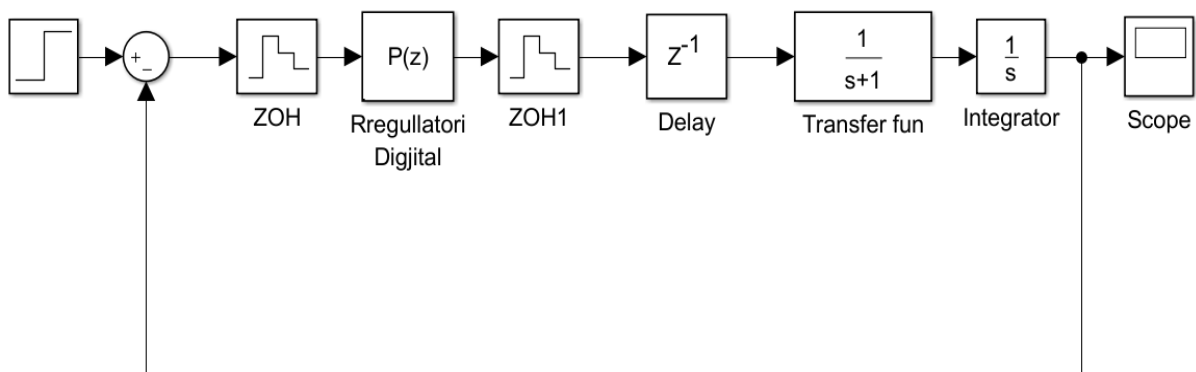 +
−
P(z)
Z-1
1
s+1
1
s
ZOH
Rregullatori
Digjital
ZOH1
Delay
Transfer fun
Integrator
Scope